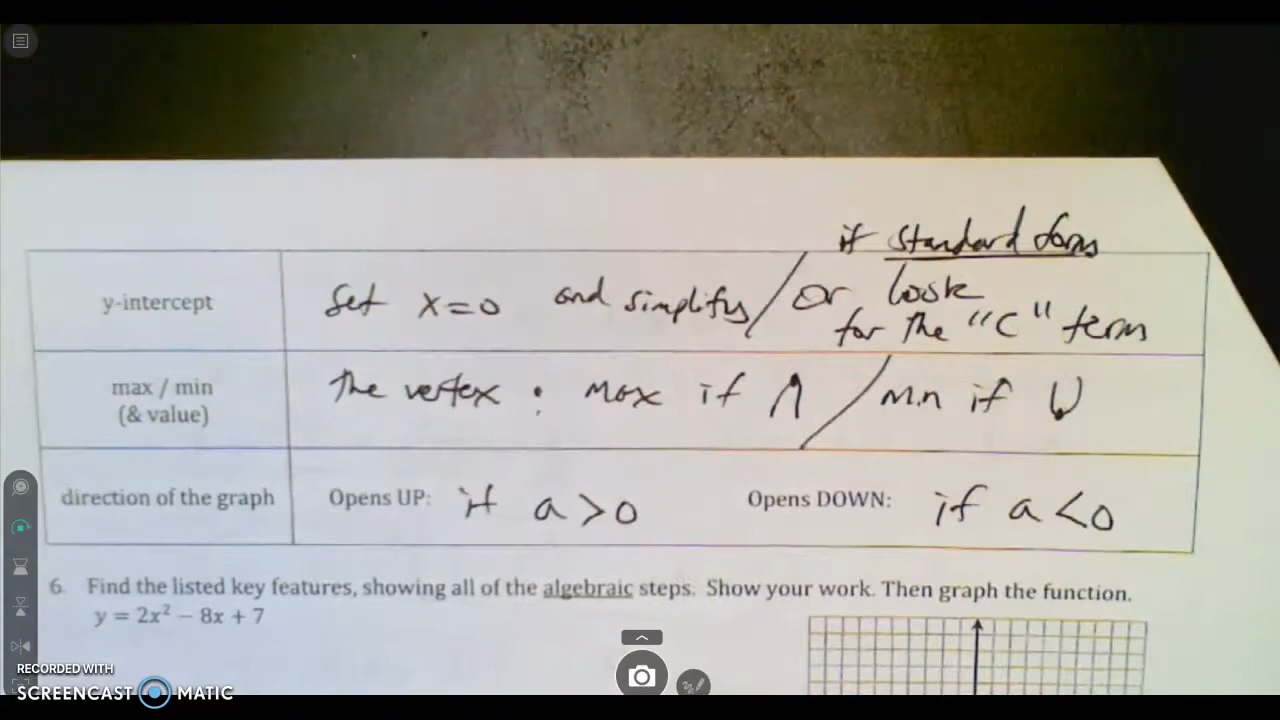 if standard form
y-intercept
Set x=0 and simplify / Or look
for the "C" term
max / min
(& value)
The vertex : Max if / Min if
direction of the graph
Opens UP: if a>0
Opens DOWN: if a<0
6. Find the listed key features, showing all of the algebraic steps. Show your work. Then graph the function.
y = 2x² − 8x + 7
RECORDED WITH
SCREENCAST MATIC